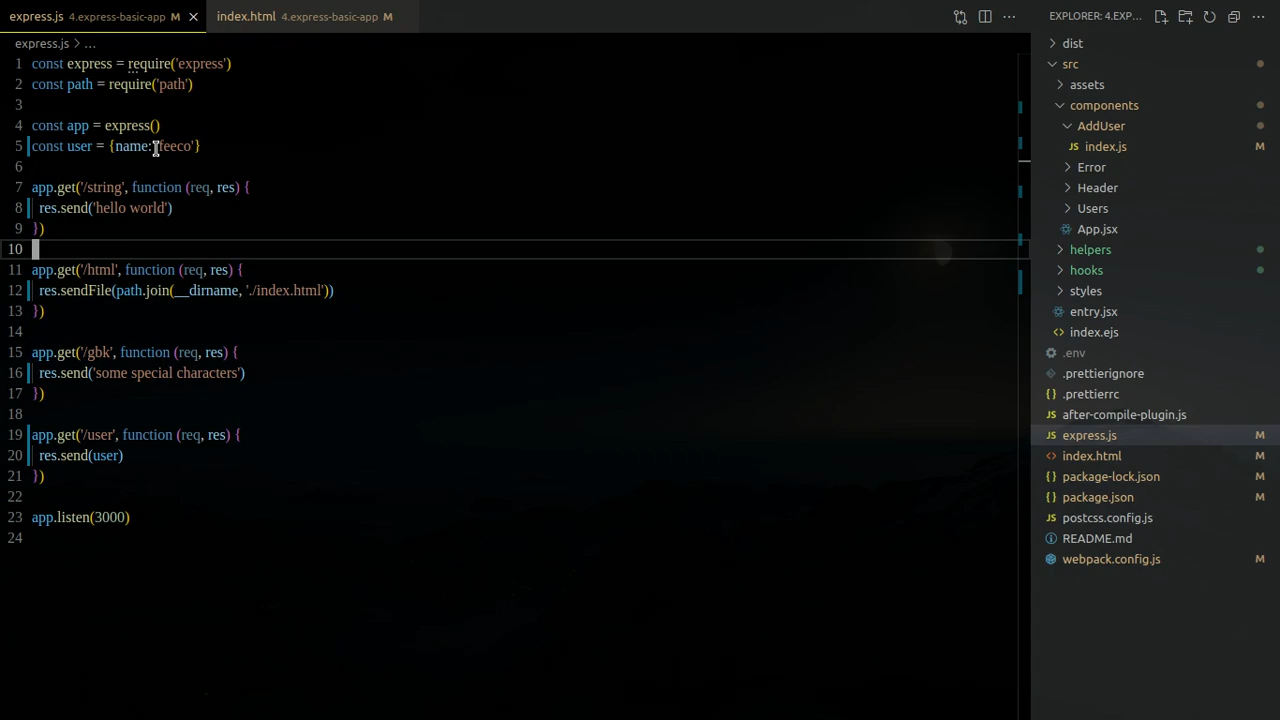 express.js 4.express-basic-app M index.html 4.express-basic-app M EXPLORER: 4.EXP...
express.js > ...
1 const express = require('express')
2 const path = require('path')
3
4 const app = express()
5 const user = {name: 'feeco'}
6
7 app.get('/string', function (req, res) {
8 res.send('hello world')
9 })
10
11 app.get('/html', function (req, res) {
12 res.sendFile(path.join(__dirname, './index.html'))
13 })
14
15 app.get('/gbk', function (req, res) {
16 res.send('some special characters')
17 })
18
19 app.get('/user', function (req, res) {
20 res.send(user)
21 })
22
23 app.listen(3000)
24
dist
src
assets
components
AddUser
JS index.js
Error
Header
Users
App.jsx
helpers
hooks
styles
entry.jsx
<> index.ejs
.env
.prettierignore
{} .prettierrc
JS after-compile-plugin.js
JS express.js M
<> index.html M
{} package-lock.json M
{} package.json M
JS postcss.config.js
README.md
webpack.config.js M